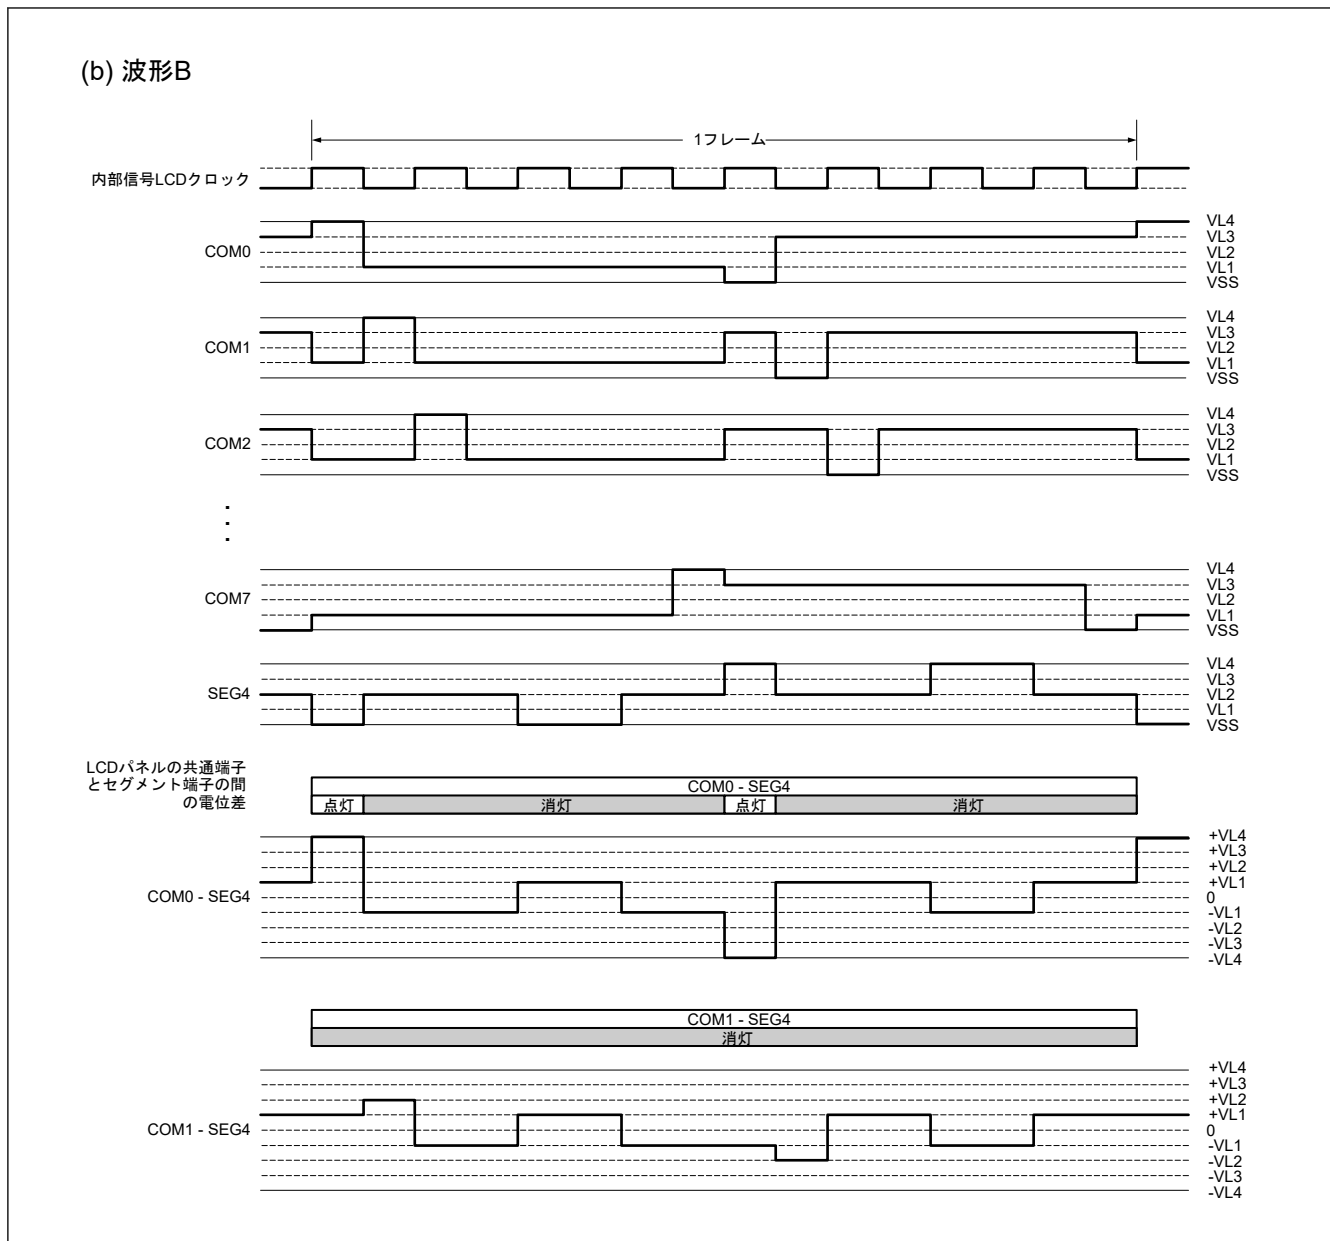 (b) 波形B
1フレーム
内部信号LCDクロック
COM0
VL4
VL3
VL2
VL1
VSS
COM1
VL4
VL3
VL2
VL1
VSS
COM2
VL4
VL3
VL2
VL1
VSS
COM7
VL4
VL3
VL2
VL1
VSS
SEG4
VL4
VL3
VL2
VL1
VSS
LCDパネルの共通端子
とセグメント端子の間
の電位差
COM0 - SEG4
点灯 消灯 点灯 消灯
COM0 - SEG4
+VL4
+VL3
+VL2
+VL1
0
-VL1
-VL2
-VL3
-VL4
COM1 - SEG4
消灯
COM1 - SEG4
+VL4
+VL3
+VL2
+VL1
0
-VL1
-VL2
-VL3
-VL4